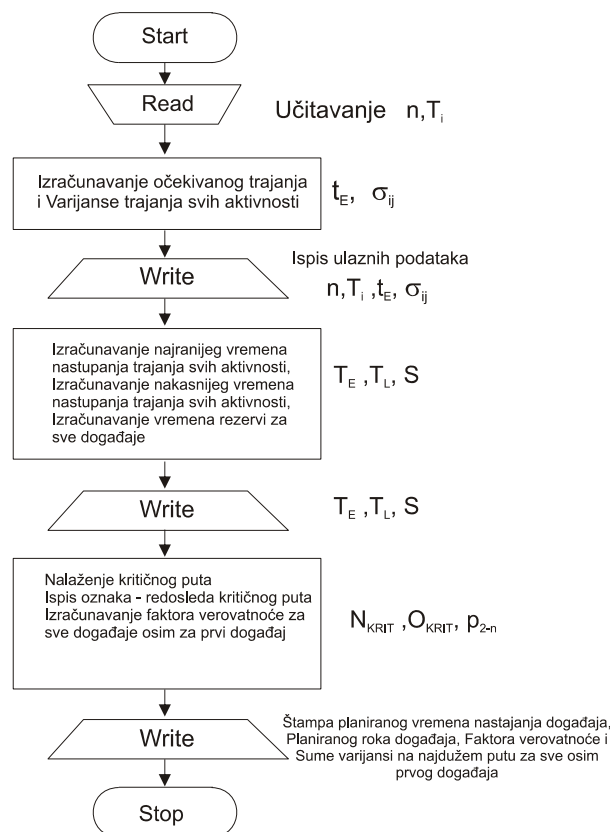 Start
Read
Učitavanje n,Ti
Izračunavanje očekivanog trajanja
i Varijanse trajanja svih aktivnosti
tE, σij
Ispis ulaznih podataka
Write
n,Ti ,tE, σij
Izračunavanje najranijeg vremena
nastupanja trajanja svih aktivnosti,
Izračunavanje nakasnijeg vremena
nastupanja trajanja svih aktivnosti,
Izračunavanje vremena rezervi za
sve događaje
TE ,TL, S
Write
TE ,TL, S
Nalaženje kritičnog puta
Ispis oznaka - redosleda kritičnog puta
Izračunavanje faktora verovatnoće za
sve događaje osim za prvi događaj
NKRIT ,OKRIT, p2-n
Write
Štampa planiranog vremena nastajanja događaja,
Planiranog roka događaja, Faktora verovatnoće i
Sume varijansi na najdužem putu za sve osim
prvog događaja
Stop